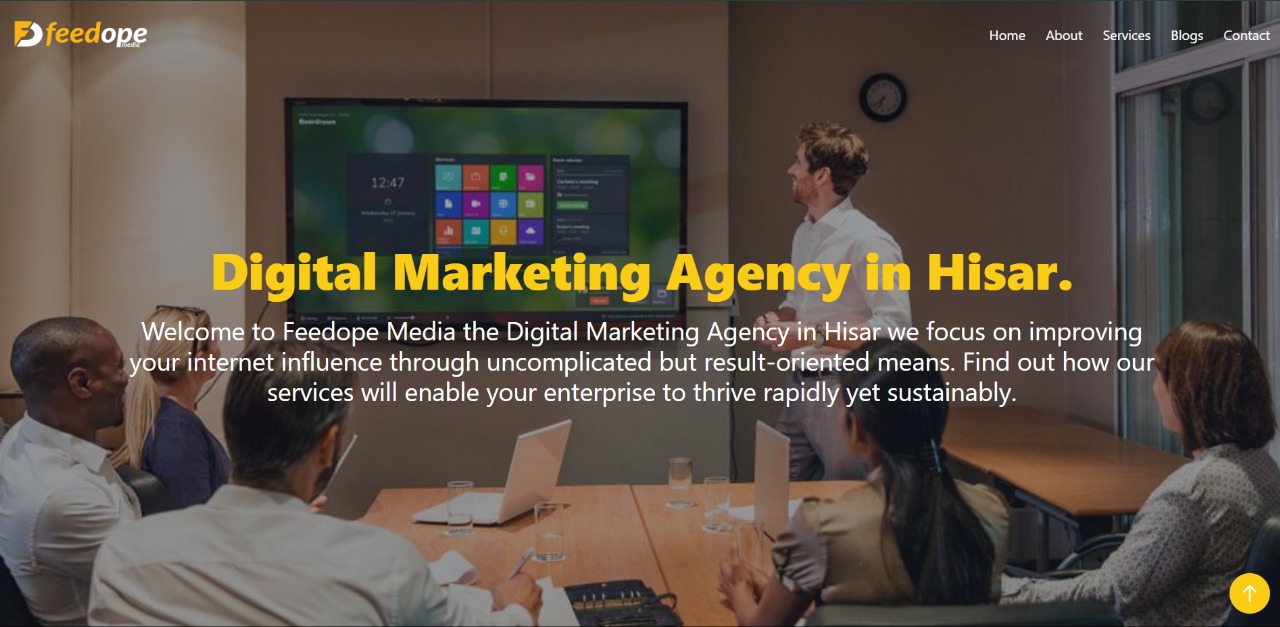 feedope
media
Home About Services Blogs Contact
Boardroom
12:47
Digital Marketing Agency in Hisar.
Welcome to Feedope Media the Digital Marketing Agency in Hisar we focus on improving
your internet influence through uncomplicated but result-oriented means. Find out how our
services will enable your enterprise to thrive rapidly yet sustainably.